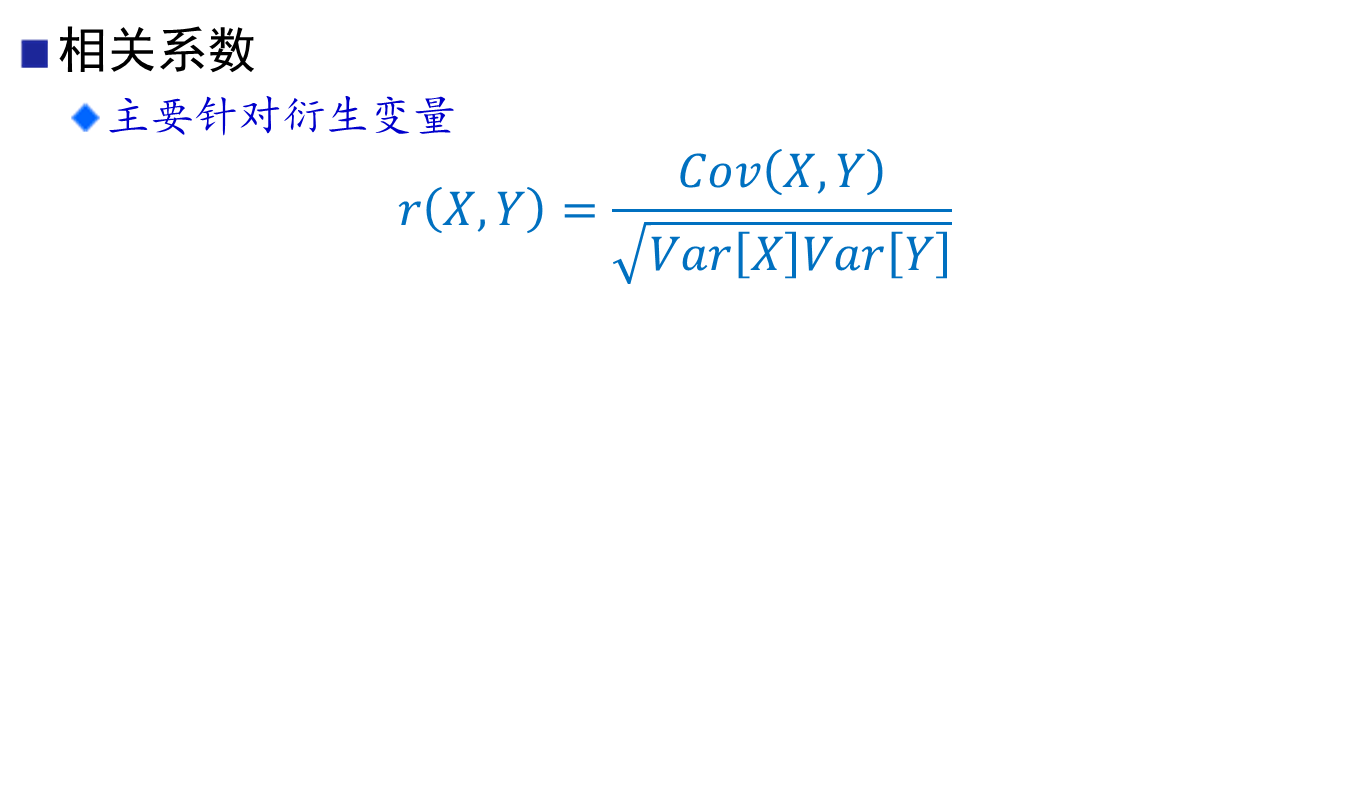 相关系数
主要针对衍生变量
r(X,Y) = Cov(X,Y) / √Var[X]Var[Y]